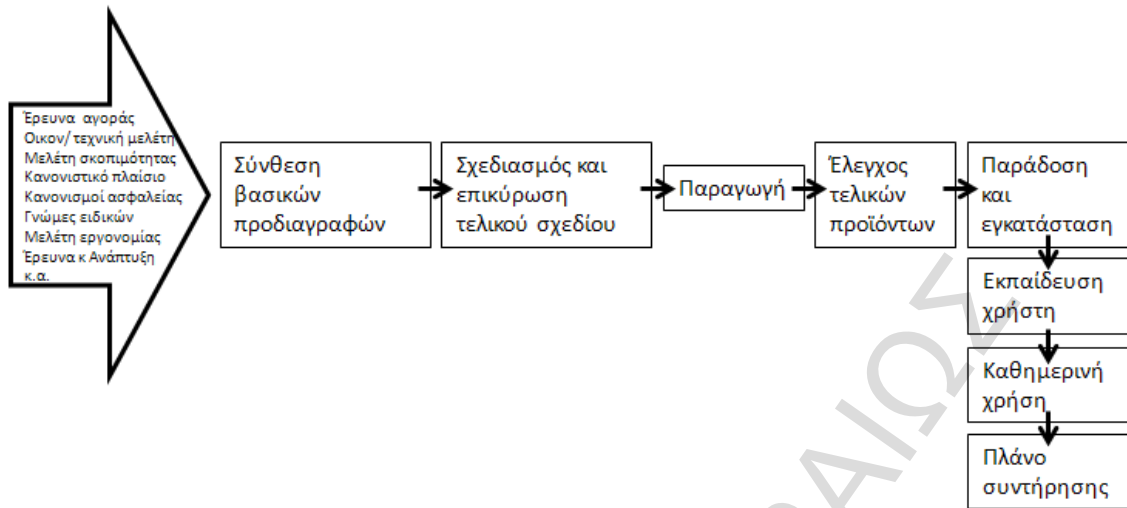 Έρευνα αγοράς
Οικον/τεχνική μελέτη
Μελέτη σκοπιμότητας
Κανονιστικό πλαίσιο
Κανονισμοί ασφαλείας
Γνώμες ειδικών
Μελέτη εργονομίας
Έρευνα κ Ανάπτυξη
κ.α.
Σύνθεση
βασικών
προδιαγραφών
Σχεδιασμός και
επικύρωση
τελικού σχεδίου
Παραγωγή
Έλεγχος
τελικών
προϊόντων
Παράδοση
και
εγκατάσταση
Εκπαίδευση
χρήστη
Καθημερινή
χρήση
Πλάνο
συντήρησης
ΡΑΙΩΣ